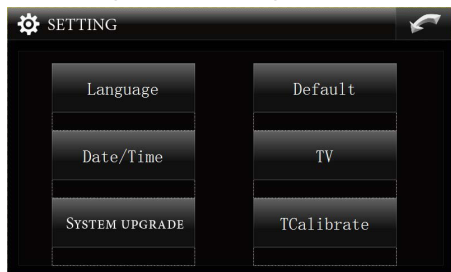 SETTING
Language
Default
Date/Time
TV
SYSTEM UPGRADE
TCalibrate